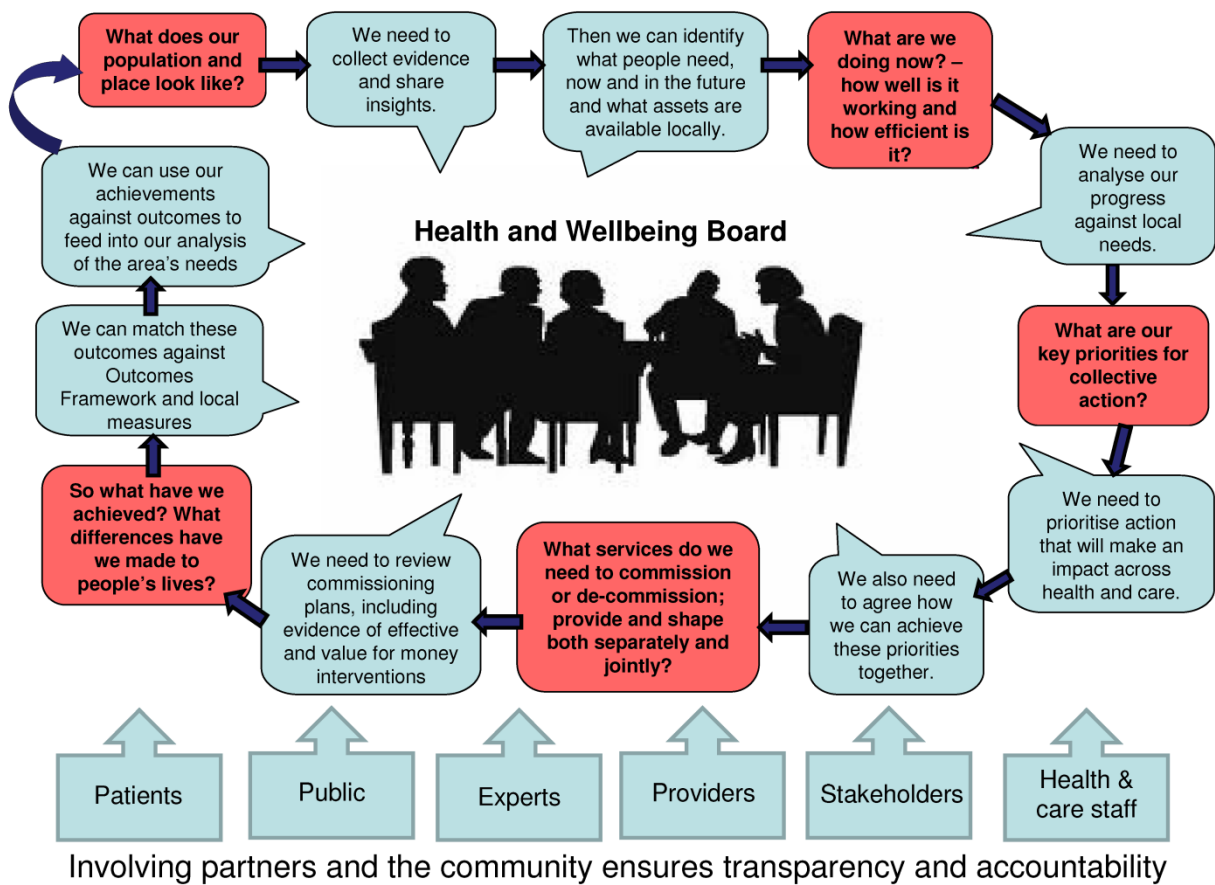 What does our
population and
place look like?
We need to
collect evidence
and share
insights.
Then we can identify
what people need,
now and in the future
and what assets are
available locally.
What are we
doing now? –
how well is it
working and
how efficient is
it?
We need to
analyse our
progress
against local
needs.
What are our
key priorities for
collective
action?
We need to
prioritise action
that will make an
impact across
health and care.
We also need
to agree how
we can achieve
these priorities
together.
What services do we
need to commission
or de-commission;
provide and shape
both separately and
jointly?
We need to review
commissioning
plans, including
evidence of effective
and value for money
interventions
So what have we
achieved? What
differences have
we made to
people’s lives?
We can match these
outcomes against
Outcomes
Framework and local
measures
We can use our
achievements
against outcomes to
feed into our analysis
of the area’s needs
Health and Wellbeing Board
Patients
Public
Experts
Providers
Stakeholders
Health &
care staff
Involving partners and the community ensures transparency and accountability